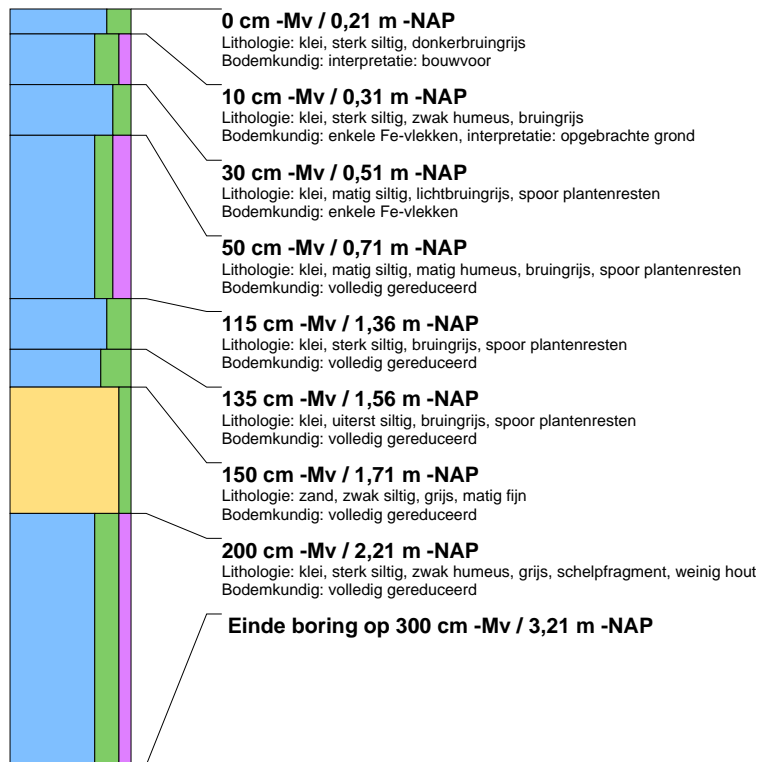 0 cm -Mv / 0,21 m -NAP
Lithologie: klei, sterk siltig, donkerbruingrijs
Bodemkundig: interpretatie: bouwvoor
10 cm -Mv / 0,31 m -NAP
Lithologie: klei, sterk siltig, zwak humeus, bruingrijs
Bodemkundig: enkele Fe-vlekken, interpretatie: opgebrachte grond
30 cm -Mv / 0,51 m -NAP
Lithologie: klei, matig siltig, lichtbruingrijs, spoor plantenresten
Bodemkundig: enkele Fe-vlekken
50 cm -Mv / 0,71 m -NAP
Lithologie: klei, matig siltig, matig humeus, bruingrijs, spoor plantenresten
Bodemkundig: volledig gereduceerd
115 cm -Mv / 1,36 m -NAP
Lithologie: klei, sterk siltig, bruingrijs, spoor plantenresten
Bodemkundig: volledig gereduceerd
135 cm -Mv / 1,56 m -NAP
Lithologie: klei, uiterst siltig, bruingrijs, spoor plantenresten
Bodemkundig: volledig gereduceerd
150 cm -Mv / 1,71 m -NAP
Lithologie: zand, zwak siltig, grijs, matig fijn
Bodemkundig: volledig gereduceerd
200 cm -Mv / 2,21 m -NAP
Lithologie: klei, sterk siltig, zwak humeus, grijs, schelpfragment, weinig hout
Bodemkundig: volledig gereduceerd
Einde boring op 300 cm -Mv / 3,21 m -NAP